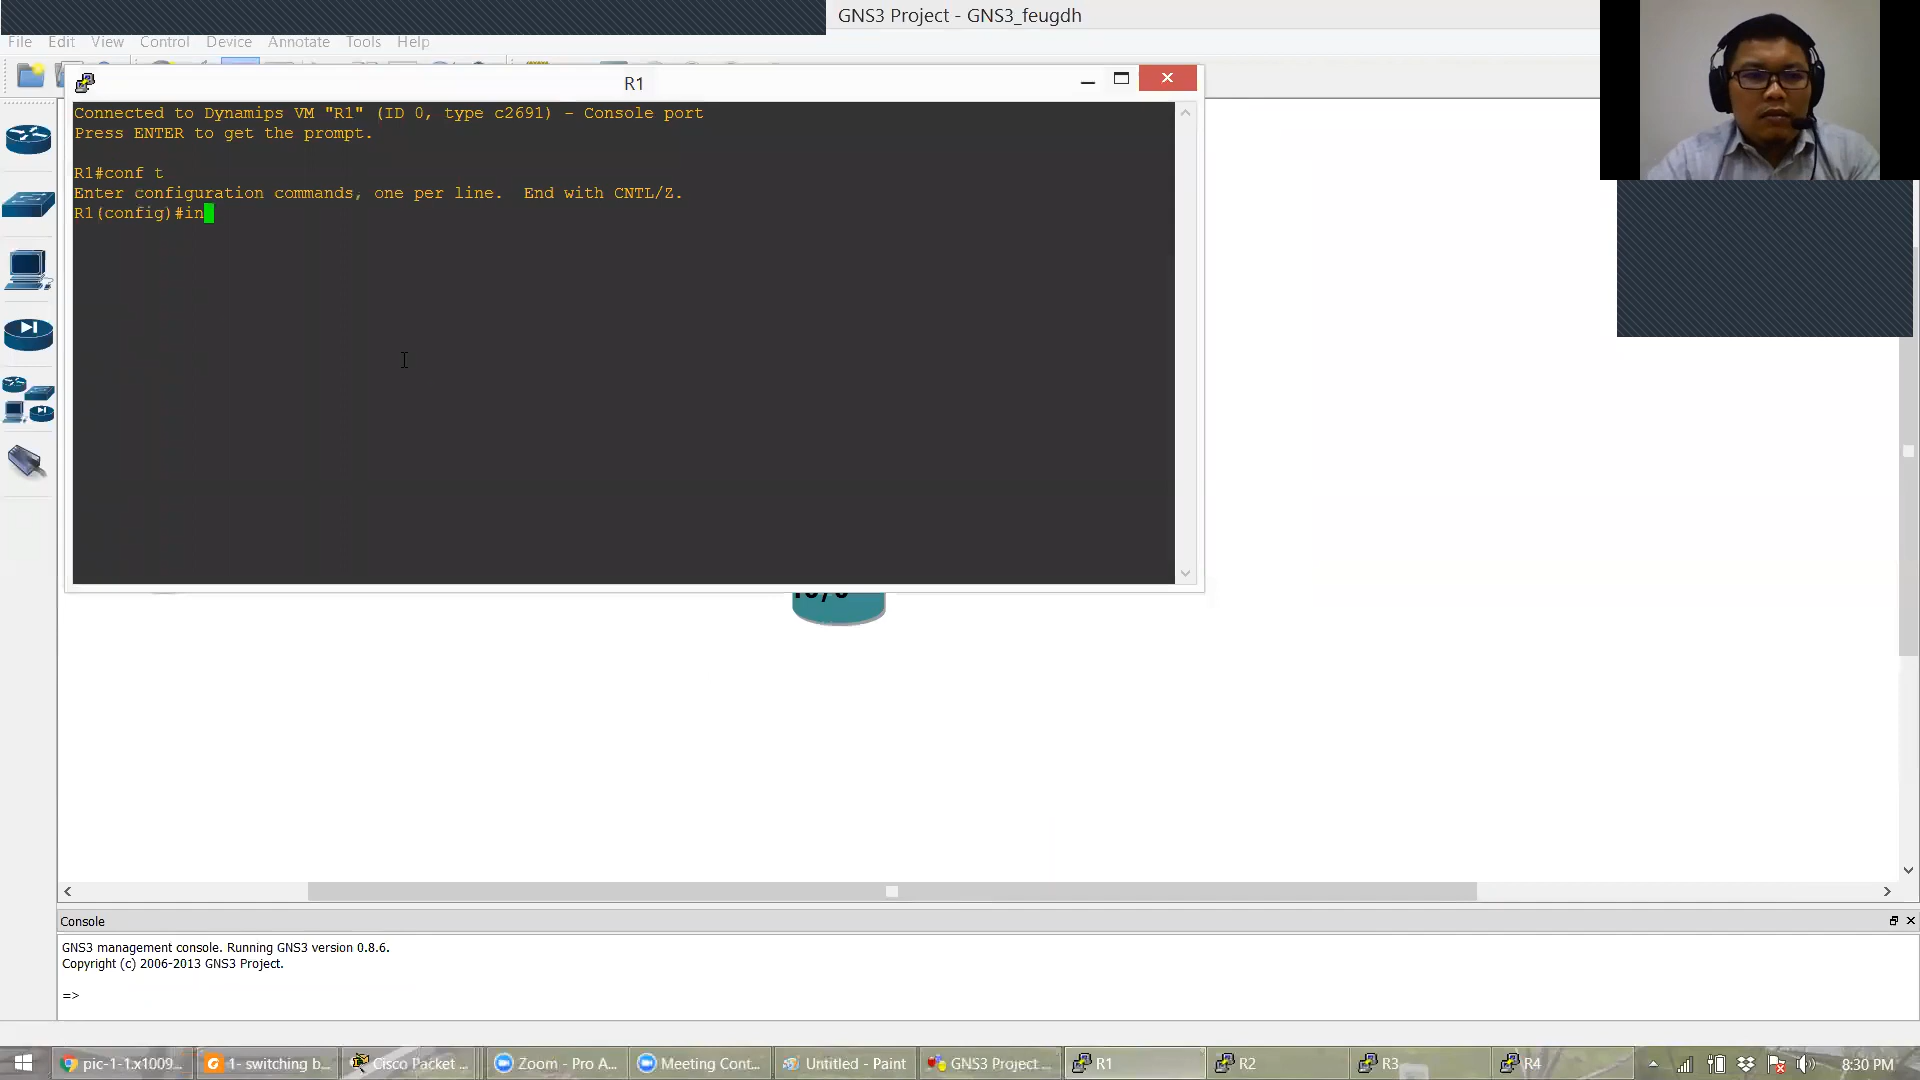 GNS3 Project - GNS3_feugdh
File Edit View Control Device Annotate Tools Help
R1
Connected to Dynamips VM "R1" (ID 0, type c2691) - Console port
Press ENTER to get the prompt.
R1#conf t
Enter configuration commands, one per line.  End with CNTL/Z.
R1(config)#in
Console
GNS3 management console. Running GNS3 version 0.8.6.
Copyright (c) 2006-2013 GNS3 Project.
=>
pic-1-1.x1009... 1- switching b... Cisco Packet ... Zoom - Pro A... Meeting Cont... Untitled - Paint GNS3 Project... R1 R2 R3 R4 8:30 PM